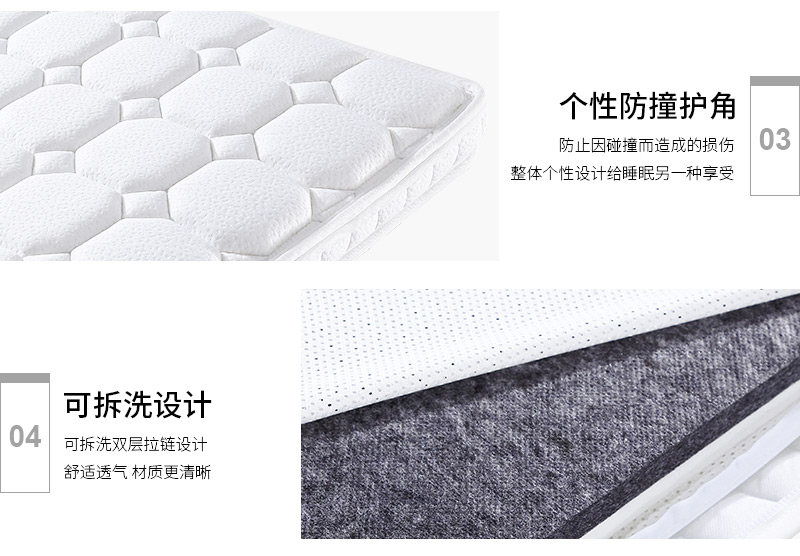 个性防撞护角
防止因碰撞而造成的损伤
整体个性设计给睡眠另一种享受
03
04
可拆洗设计
可拆洗双层拉链设计
舒适透气 材质更清晰